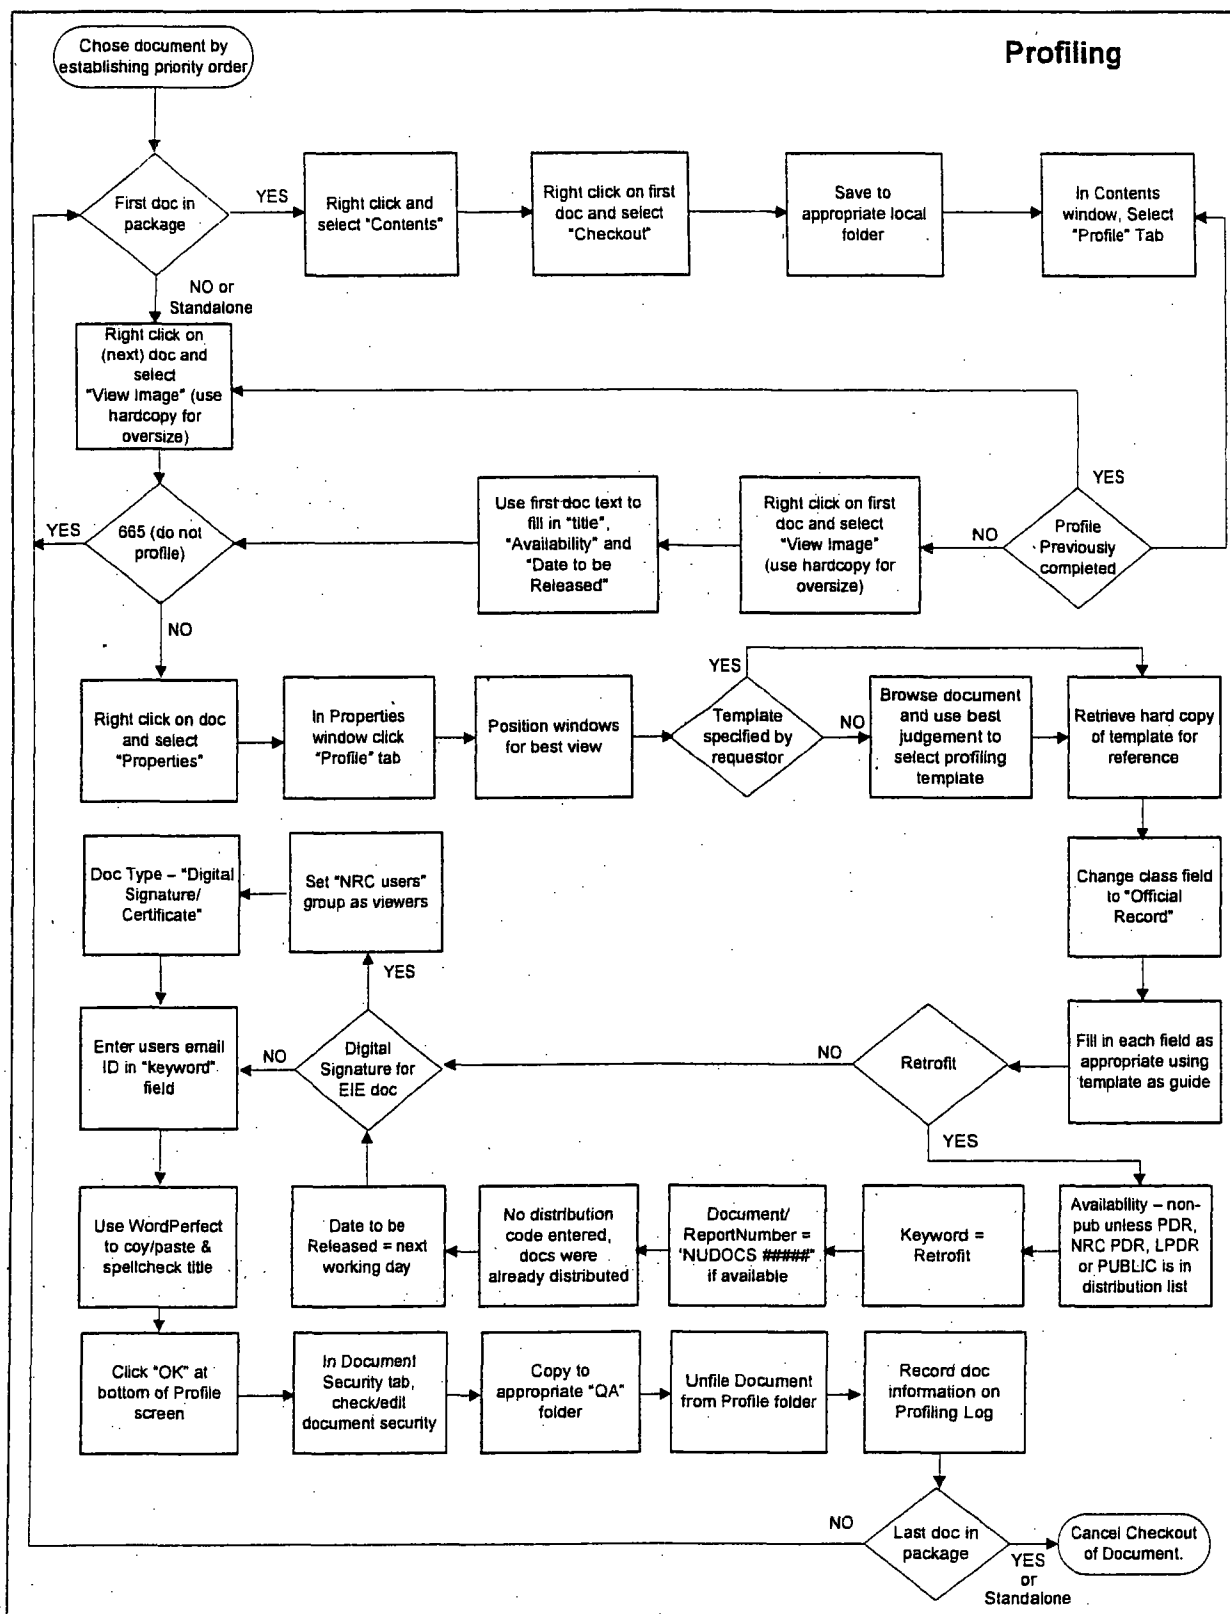 Profiling
Chose document by
establishing priority order
First doc in
package
YES
Right click and
select "Contents"
Right click on first
doc and select
"Checkout"
Save to
appropriate local
folder
In Contents
window, Select
"Profile" Tab
NO or
Standalone
Right click on
(next) doc and
select
"View Image" (use
hardcopy for
oversize)
YES
665 (do not
profile)
Use first doc text to
fill in "title",
"Availability" and
"Date to be
Released"
Right click on first
doc and select
"View Image"
(use hardcopy for
oversize)
NO
Profile
Previously
completed
YES
NO
Right click on doc
and select
"Properties"
In Properties
window click
"Profile" tab
Position windows
for best view
YES
Template
specified by
requestor
NO
Browse document
and use best
judgement to
select profiling
template
Retrieve hard copy
of template for
reference
Doc Type – "Digital
Signature/
Certificate"
Set "NRC users"
group as viewers
Change class field
to "Official
Record"
YES
Enter users email
ID in "keyword"
field
NO
Digital
Signature for
EIE doc
NO
Retrofit
Fill in each field as
appropriate using
template as guide
YES
Use WordPerfect
to coy/paste &
spellcheck title
Date to be
Released = next
working day
No distribution
code entered,
docs were
already distributed
Document/
ReportNumber =
'NUDOCS #####"
if available
Keyword =
Retrofit
Availability – non-
pub unless PDR,
NRC PDR, LPDR
or PUBLIC is in
distribution list
Click "OK" at
bottom of Profile
screen
In Document
Security tab,
check/edit
document security
Copy to
appropriate "QA"
folder
Unfile Document
from Profile folder
Record doc
information on
Profiling Log
NO
Last doc in
package
YES
or
Standalone
Cancel Checkout
of Document.